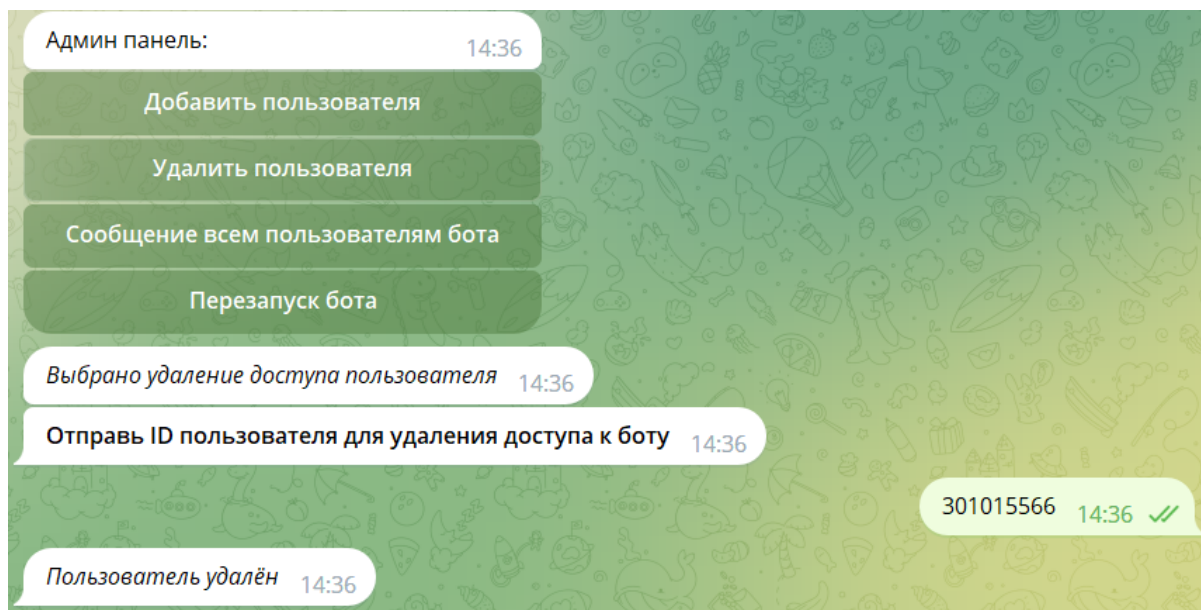 Админ панель:
14:36
Добавить пользователя
Удалить пользователя
Сообщение всем пользователям бота
Перезапуск бота
Выбрано удаление доступа пользователя 14:36
Отправь ID пользователя для удаления доступа к боту 14:36
301015566 14:36
Пользователь удалён 14:36